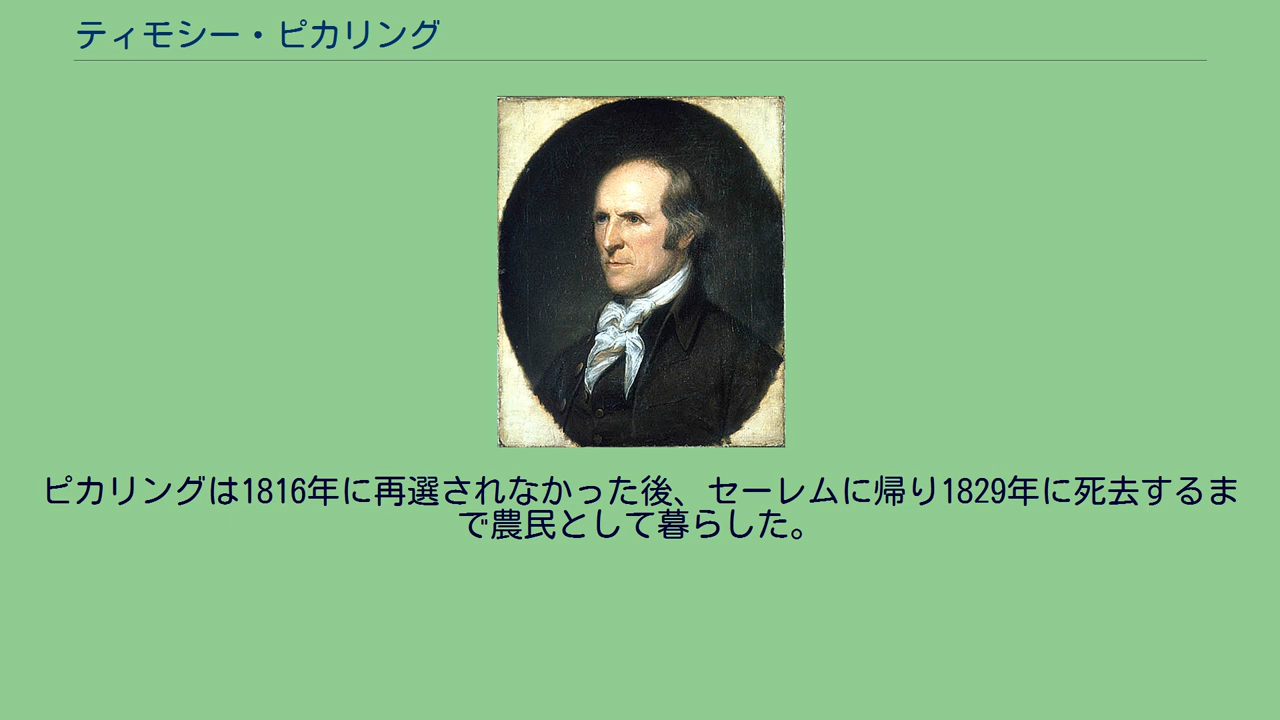 ティモシー・ピカリング
ピカリングは1816年に再選されなかった後、セーレムに帰り1829年に死去するま
で農民として暮らした。